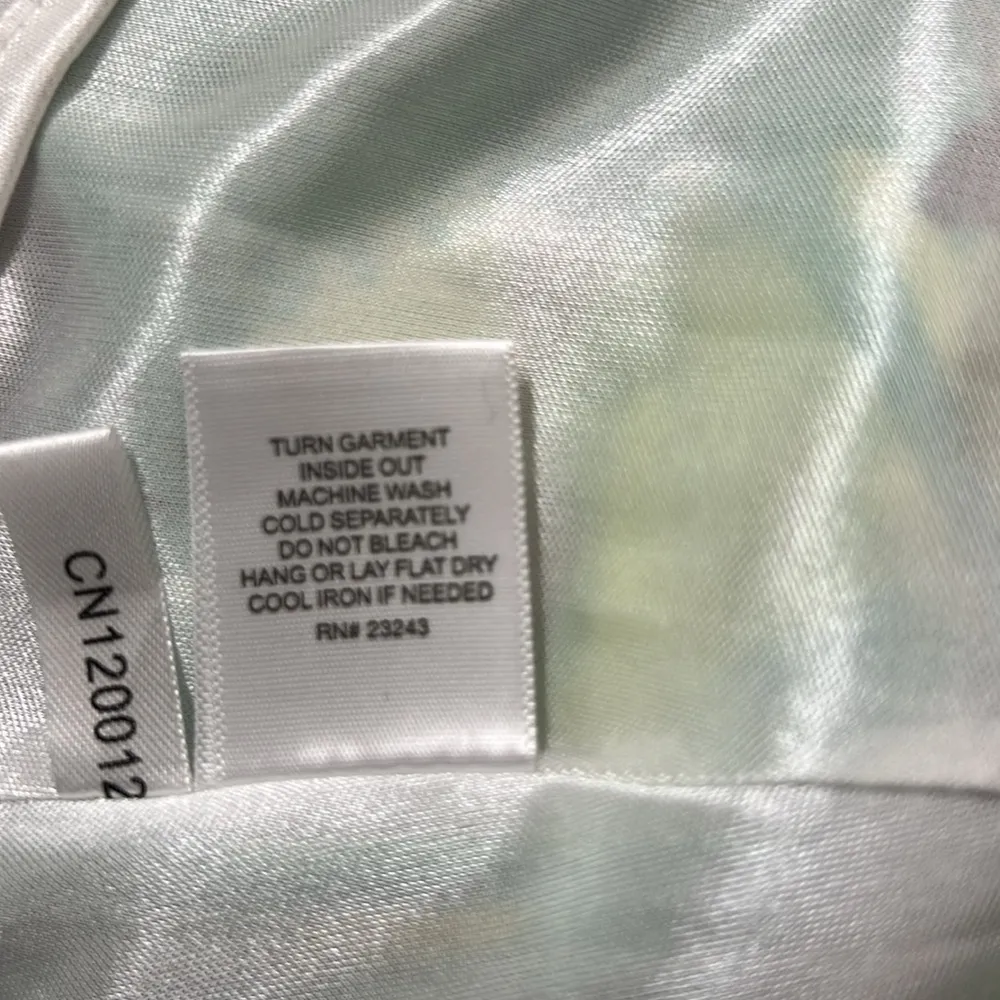 TURN GARMENT
INSIDE OUT
MACHINE WASH
COLD SEPARATELY
DO NOT BLEACH
HANG OR LAY FLAT DRY
COOL IRON IF NEEDED
RN# 23243
CN120012